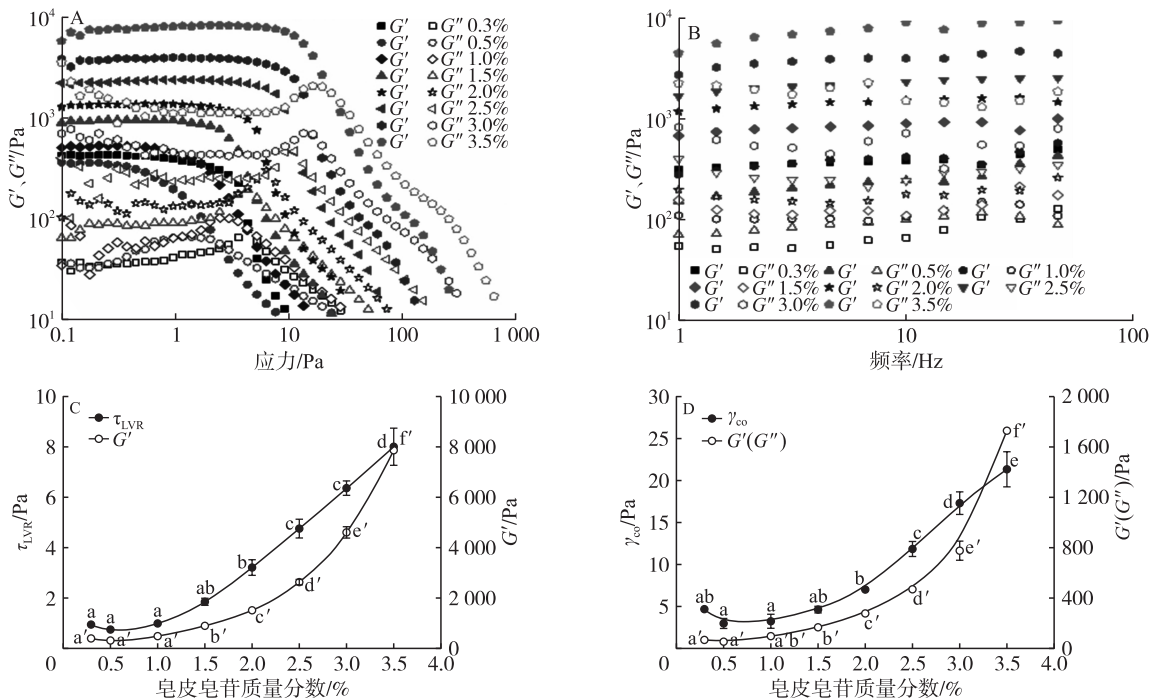 A
10⁴
10³
10²
10¹
G′、G″/Pa
0.1 1 10 100 1 000
应力/Pa
G′ G″ 0.3%
G′ G″ 0.5%
G′ G″ 1.0%
G′ G″ 1.5%
G′ G″ 2.0%
G′ G″ 2.5%
G′ G″ 3.0%
G′ G″ 3.5%
B
10⁴
10³
10²
10¹
G′、G″/Pa
G′ G″ 0.3% G′ G″ 0.5% G′ G″ 1.0%
G′ G″ 1.5% G′ G″ 2.0% G′ G″ 2.5%
G′ G″ 3.0% G′ G″ 3.5%
1 10 100
频率/Hz
C
τLVR
G′
10
8
6
4
2
0
τLVR/Pa
10 000
8 000
6 000
4 000
2 000
0
G′/Pa
a a a ab b c c d
a′ a′ a′ b′ c′ d′ e′ f′
0.5 1.0 1.5 2.0 2.5 3.0 3.5 4.0
皂皮皂苷质量分数/%
D
γco
G′(G″)
30
25
20
15
10
5
0
γco/Pa
2 000
1 600
1 200
800
400
0
G′(G″)/Pa
ab a a ab b c d e
a′ a′ a′b′ b′ c′ d′ e′ f′
0.5 1.0 1.5 2.0 2.5 3.0 3.5 4.0
皂皮皂苷质量分数/%